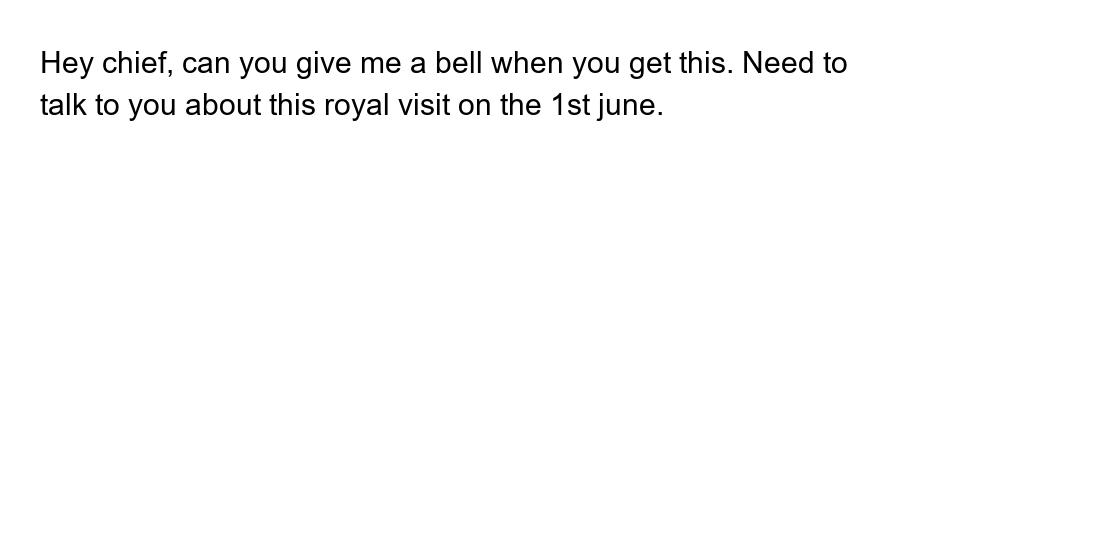 Hey chief, can you give me a bell when you get this. Need to
talk to you about this royal visit on the 1st june.